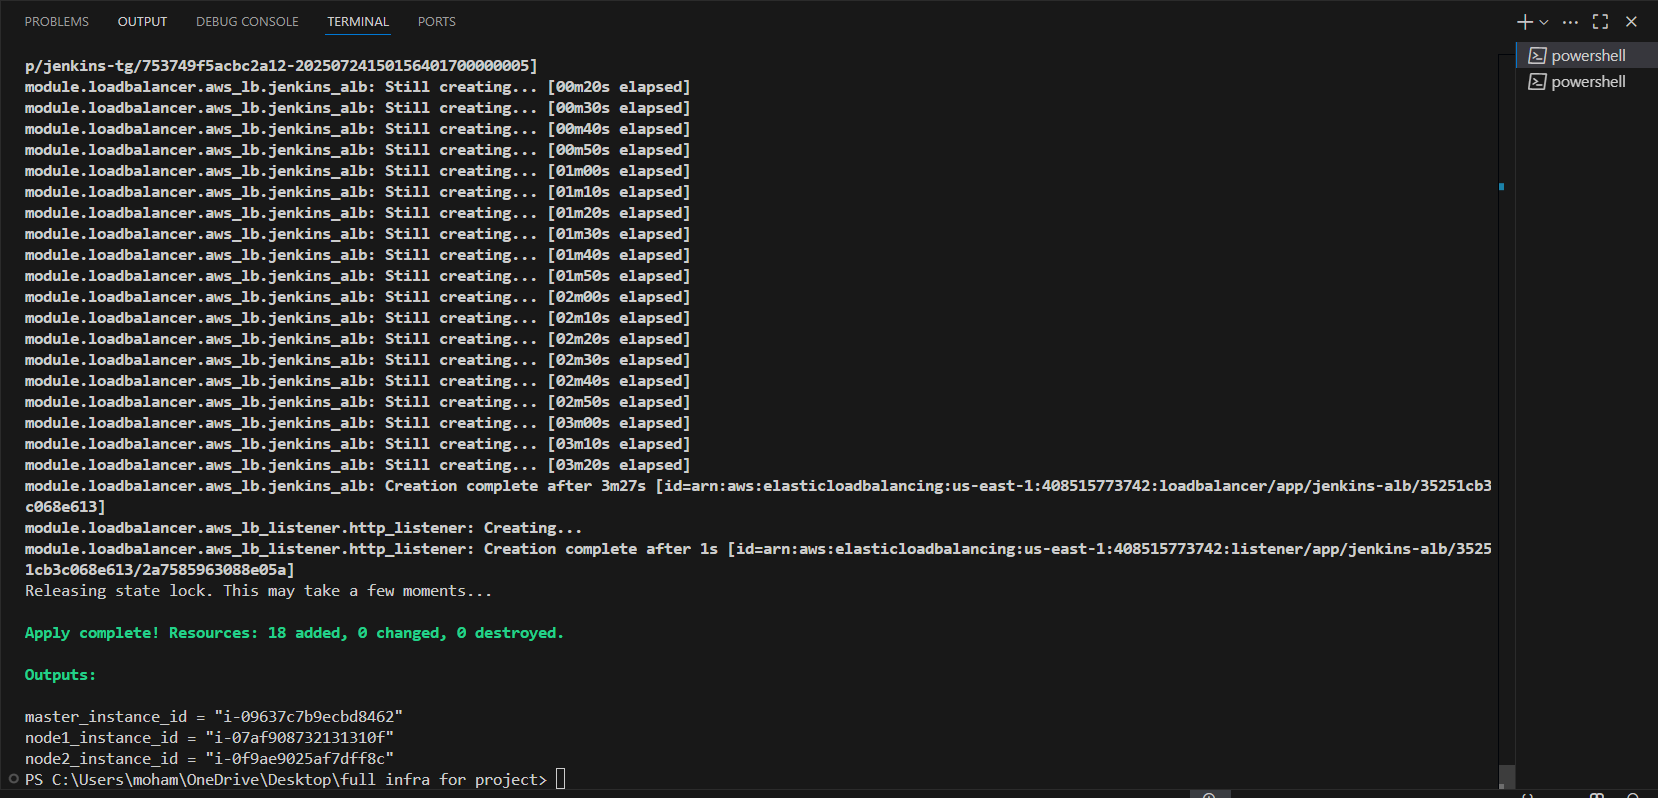 PROBLEMS OUTPUT DEBUG CONSOLE TERMINAL PORTS
powershell
powershell
p/jenkins-tg/753749f5acbc2a12-20250724150156401700000005]
module.loadbalancer.aws_lb.jenkins_alb: Still creating... [00m20s elapsed]
module.loadbalancer.aws_lb.jenkins_alb: Still creating... [00m30s elapsed]
module.loadbalancer.aws_lb.jenkins_alb: Still creating... [00m40s elapsed]
module.loadbalancer.aws_lb.jenkins_alb: Still creating... [00m50s elapsed]
module.loadbalancer.aws_lb.jenkins_alb: Still creating... [01m00s elapsed]
module.loadbalancer.aws_lb.jenkins_alb: Still creating... [01m10s elapsed]
module.loadbalancer.aws_lb.jenkins_alb: Still creating... [01m20s elapsed]
module.loadbalancer.aws_lb.jenkins_alb: Still creating... [01m30s elapsed]
module.loadbalancer.aws_lb.jenkins_alb: Still creating... [01m40s elapsed]
module.loadbalancer.aws_lb.jenkins_alb: Still creating... [01m50s elapsed]
module.loadbalancer.aws_lb.jenkins_alb: Still creating... [02m00s elapsed]
module.loadbalancer.aws_lb.jenkins_alb: Still creating... [02m10s elapsed]
module.loadbalancer.aws_lb.jenkins_alb: Still creating... [02m20s elapsed]
module.loadbalancer.aws_lb.jenkins_alb: Still creating... [02m30s elapsed]
module.loadbalancer.aws_lb.jenkins_alb: Still creating... [02m40s elapsed]
module.loadbalancer.aws_lb.jenkins_alb: Still creating... [02m50s elapsed]
module.loadbalancer.aws_lb.jenkins_alb: Still creating... [03m00s elapsed]
module.loadbalancer.aws_lb.jenkins_alb: Still creating... [03m10s elapsed]
module.loadbalancer.aws_lb.jenkins_alb: Still creating... [03m20s elapsed]
module.loadbalancer.aws_lb.jenkins_alb: Creation complete after 3m27s [id=arn:aws:elasticloadbalancing:us-east-1:408515773742:loadbalancer/app/jenkins-alb/35251cb3
c068e613]
module.loadbalancer.aws_lb_listener.http_listener: Creating...
module.loadbalancer.aws_lb_listener.http_listener: Creation complete after 1s [id=arn:aws:elasticloadbalancing:us-east-1:408515773742:listener/app/jenkins-alb/3525
1cb3c068e613/2a7585963088e05a]
Releasing state lock. This may take a few moments...
Apply complete! Resources: 18 added, 0 changed, 0 destroyed.
Outputs:
master_instance_id = "i-09637c7b9ecbd8462"
node1_instance_id = "i-07af908732131310f"
node2_instance_id = "i-0f9ae9025af7dff8c"
PS C:\Users\moham\OneDrive\Desktop\full infra for project>